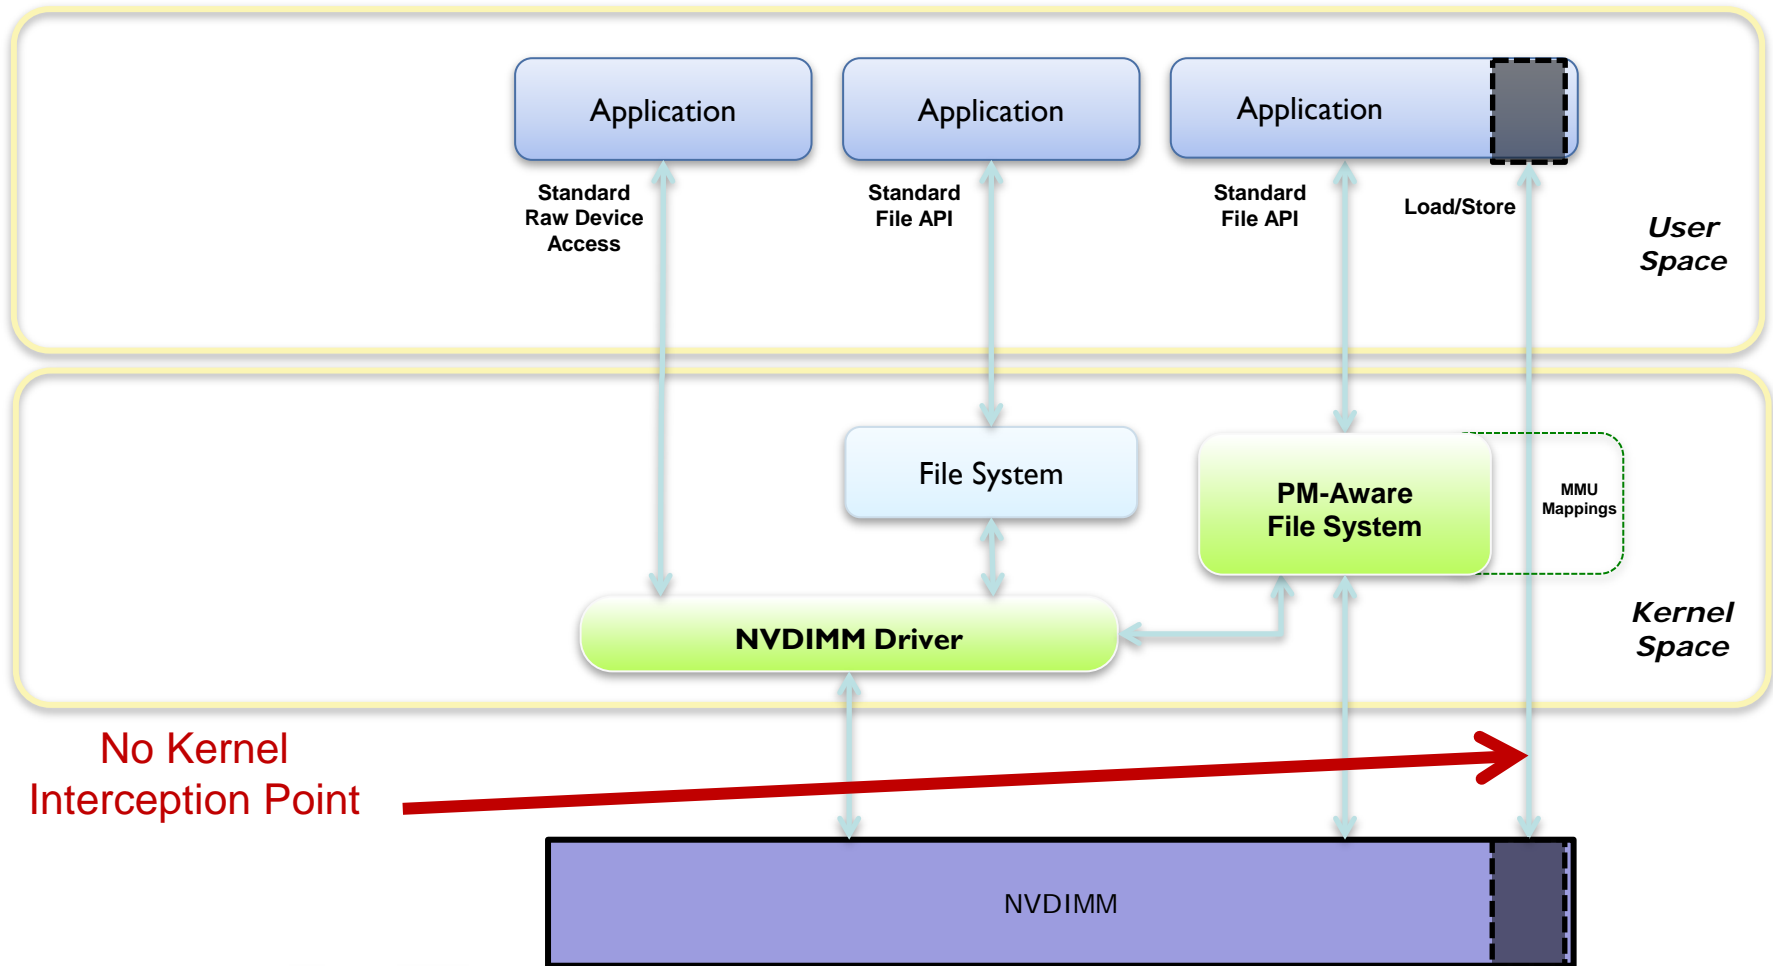 Application
Application
Application
Standard
Raw Device
Access
Standard
File API
Standard
File API
Load/Store
User
Space
File System
PM-Aware
File System
MMU
Mappings
NVDIMM Driver
Kernel
Space
No Kernel
Interception Point
NVDIMM